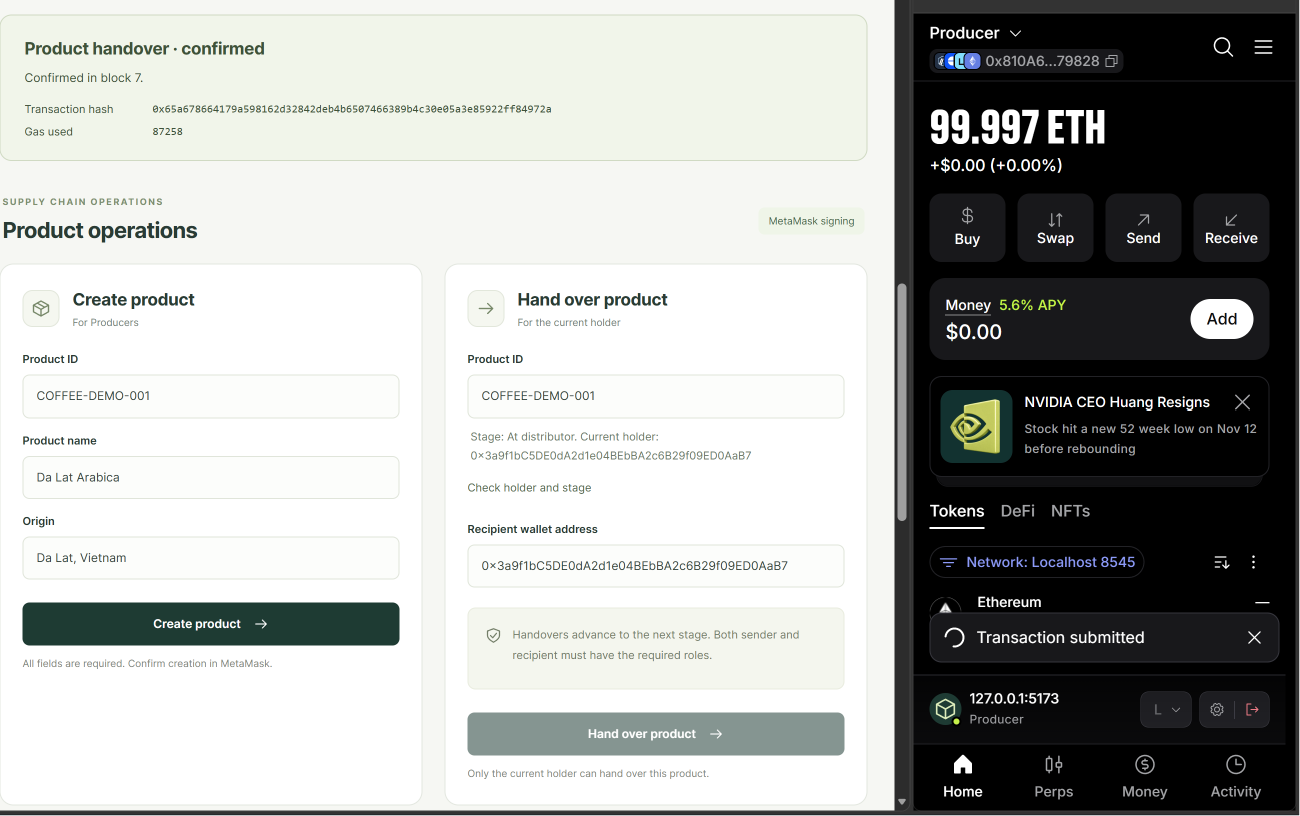 Product handover · confirmed
Confirmed in block 7.
Transaction hash 0x65a678664179a598162d32842deb4b6507466389b4c30e05a3e85922ff84972a
Gas used 87258
SUPPLY CHAIN OPERATIONS
Product operations
MetaMask signing
Create product
For Producers
Product ID
COFFEE-DEMO-001
Product name
Da Lat Arabica
Origin
Da Lat, Vietnam
Create product →
All fields are required. Confirm creation in MetaMask.
Hand over product
For the current holder
Product ID
COFFEE-DEMO-001
Stage: At distributor. Current holder:
0x3a9f1bC5DE0dA2d1e04BEbBA2c6B29f09ED0AaB7
Check holder and stage
Recipient wallet address
0x3a9f1bC5DE0dA2d1e04BEbBA2c6B29f09ED0AaB7
Handovers advance to the next stage. Both sender and
recipient must have the required roles.
Hand over product →
Only the current holder can hand over this product.
Producer
0x810A6...79828
99.997 ETH
+$0.00 (+0.00%)
Buy
Swap
Send
Receive
Money 5.6% APY
$0.00
Add
NVIDIA CEO Huang Resigns
Stock hit a new 52 week low on Nov 12
before rebounding
Tokens DeFi NFTs
Network: Localhost 8545
Ethereum
Transaction submitted
127.0.0.1:5173
Producer
L
Home
Perps
Money
Activity